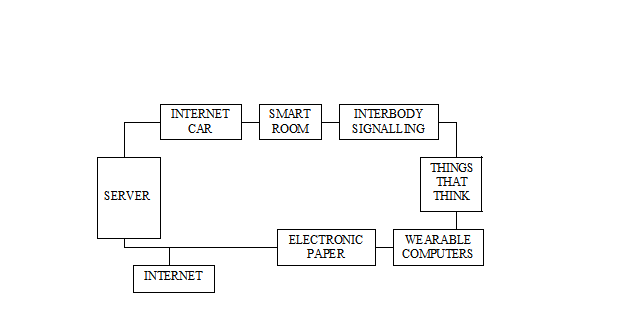 INTERNET
CAR
SMART
ROOM
INTERBODY
SIGNALLING
THINGS
THAT
THINK
SERVER
ELECTRONIC
PAPER
WEARABLE
COMPUTERS
INTERNET